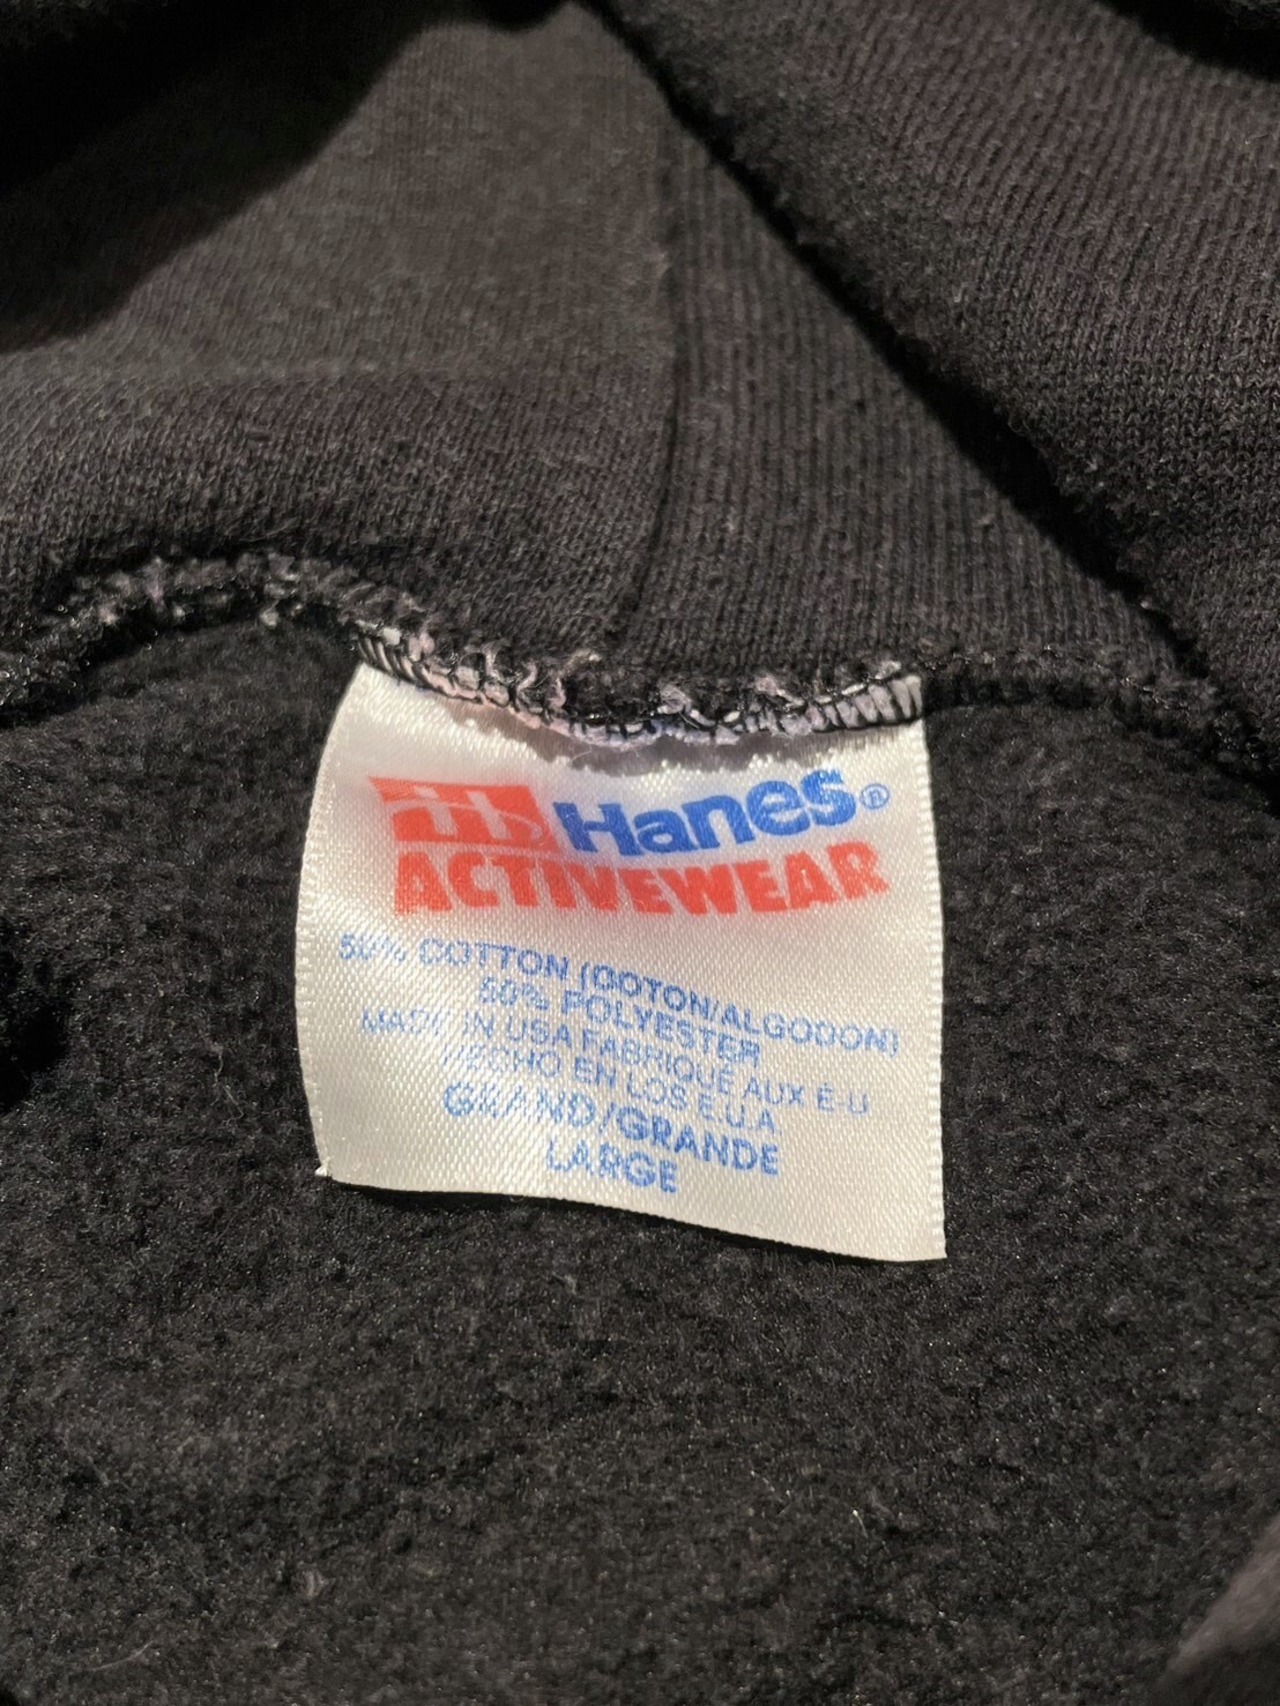 H Hanes®
ACTIVEWEAR
50% COTTON (COTON/ALGODON)
50% POLYESTER
MADE IN USA FABRIQUÉ AUX É-U
HECHO EN LOS E.U.A
GRAND/GRANDE
LARGE